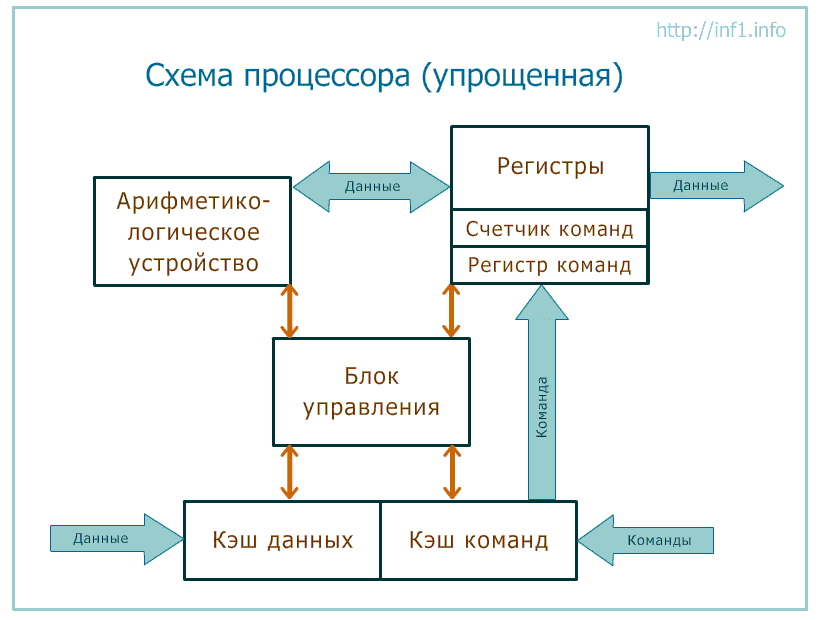 http://inf1.info
Схема процессора (упрощенная)
Арифметико-
логическое
устройство
Данные
Регистры
Счетчик команд
Регистр команд
Данные
Блок
управления
Команда
Данные
Кэш данных
Кэш команд
Команды